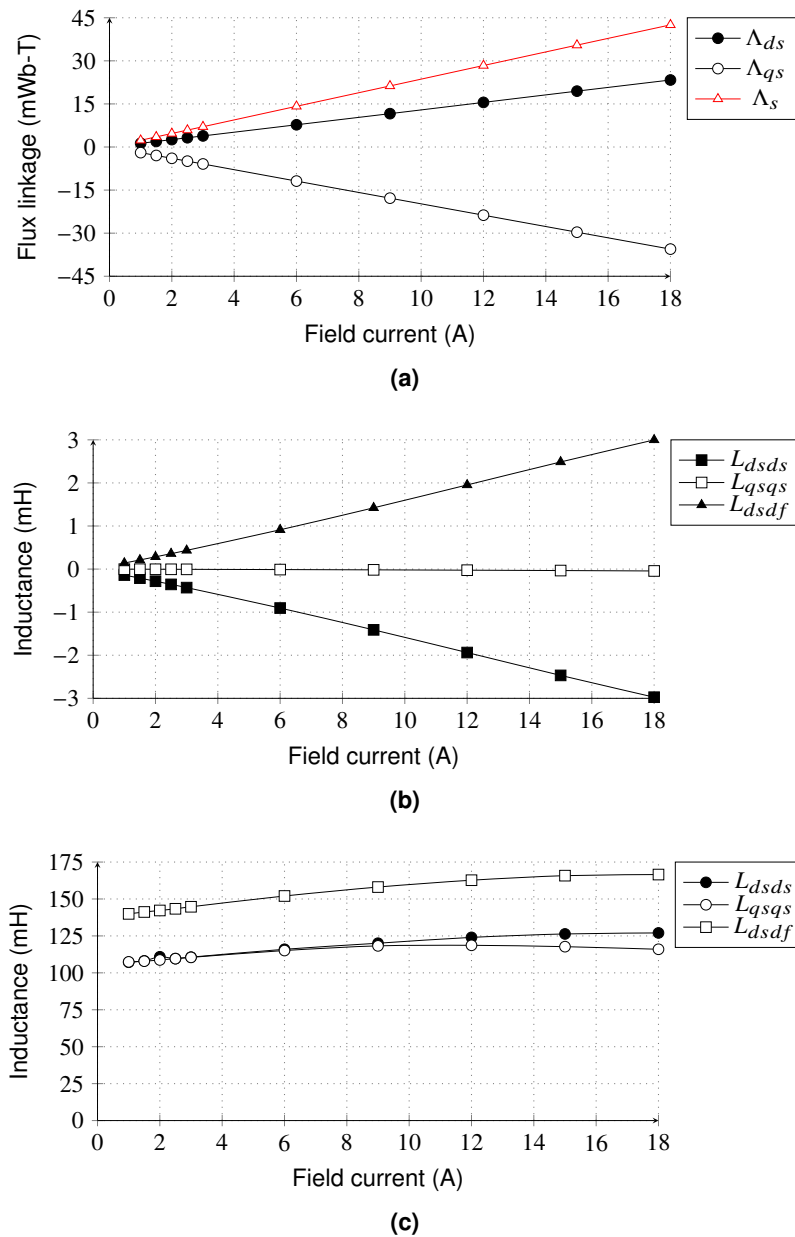 45
30
15
0
−15
−30
−45
Flux linkage (mWb-T)
0 2 4 6 8 10 12 14 16 18
Field current (A)
Λds
Λqs
Λs
(a)
3
2
1
0
−1
−2
−3
Inductance (mH)
0 2 4 6 8 10 12 14 16 18
Field current (A)
Ldsds
Lqsqs
Ldsdf
(b)
175
150
125
100
75
50
25
0
Inductance (mH)
0 2 4 6 8 10 12 14 16 18
Field current (A)
Ldsds
Lqsqs
Ldsdf
(c)